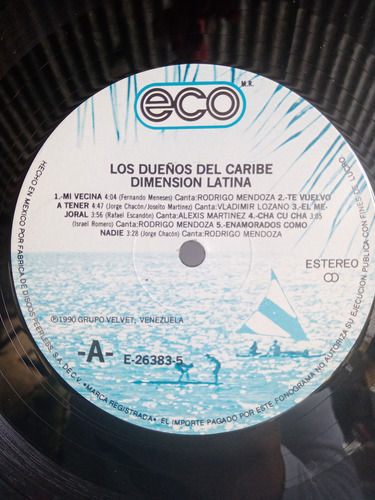 eco
M.R.
LOS DUEÑOS DEL CARIBE
DIMENSION LATINA
1.-MI VECINA 4:04 (Fernando Meneses) Canta:RODRIGO MENDOZA 2.-TE VUELVO
A TENER 4:47 (Jorge Chacón/Joseito Martinez) Canta:VLADIMIR LOZANO 3.-EL ME-
JORAL 3:56 (Rafael Escandón) Canta:ALEXIS MARTINEZ 4.-CHA CU CHA 3:05
(Israel Romero) Canta:RODRIGO MENDOZA 5.-ENAMORADOS COMO
NADIE 3:28 (Jorge Chacón) Canta:RODRIGO MENDOZA
ESTEREO
Ⓟ1990 GRUPO VELVET, VENEZUELA
-A- E-26383-5
HECHO EN MEXICO POR FABRICA DE DISCOS PEERLESS, S.A. DE C.V. •MARCA REGISTRADA• EL IMPORTE PAGADO POR ESTE FONOGRAMA NO AUTORIZA SU EJECUCION PUBLICA CON FINES DE LUCRO